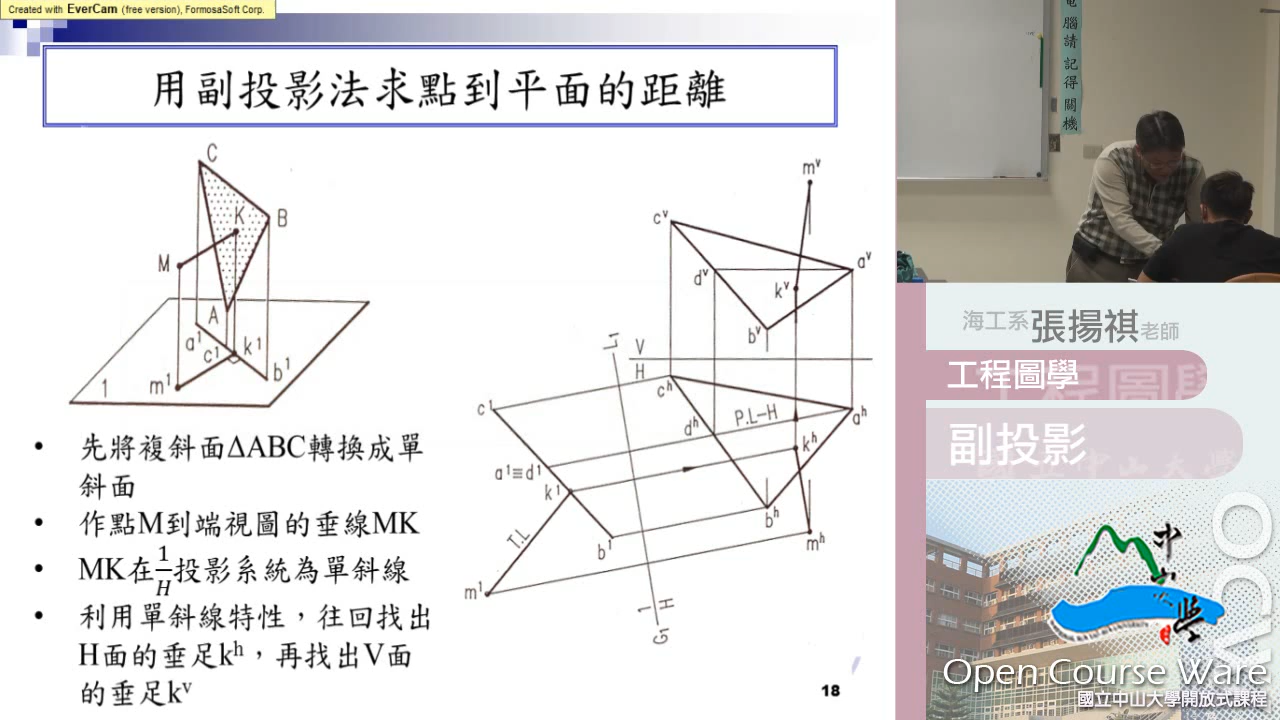 Created with EverCam (free version), FormosaSoft Corp.
用副投影法求點到平面的距離
C
K
B
M
A
a¹
c¹
k¹
b¹
m¹
1
• 先將複斜面ΔABC轉換成單
斜面
• 作點M到端視圖的垂線MK
• MK在1/H投影系統為單斜線
• 利用單斜線特性,往回找出
H面的垂足kʰ,再找出V面
的垂足kᵛ
mᵛ
cᵛ
aᵛ
dᵛ
kᵛ
bᵛ
V
H
cʰ
c¹
P.L-H
aʰ
dʰ
kʰ
a¹≡d¹
k¹
bʰ
T.L
b¹
mʰ
m¹
1
H
G₁
18
電腦請記得關機
海工系張揚祺老師
工程圖學
副投影
Open Course Ware
國立中山大學開放式課程